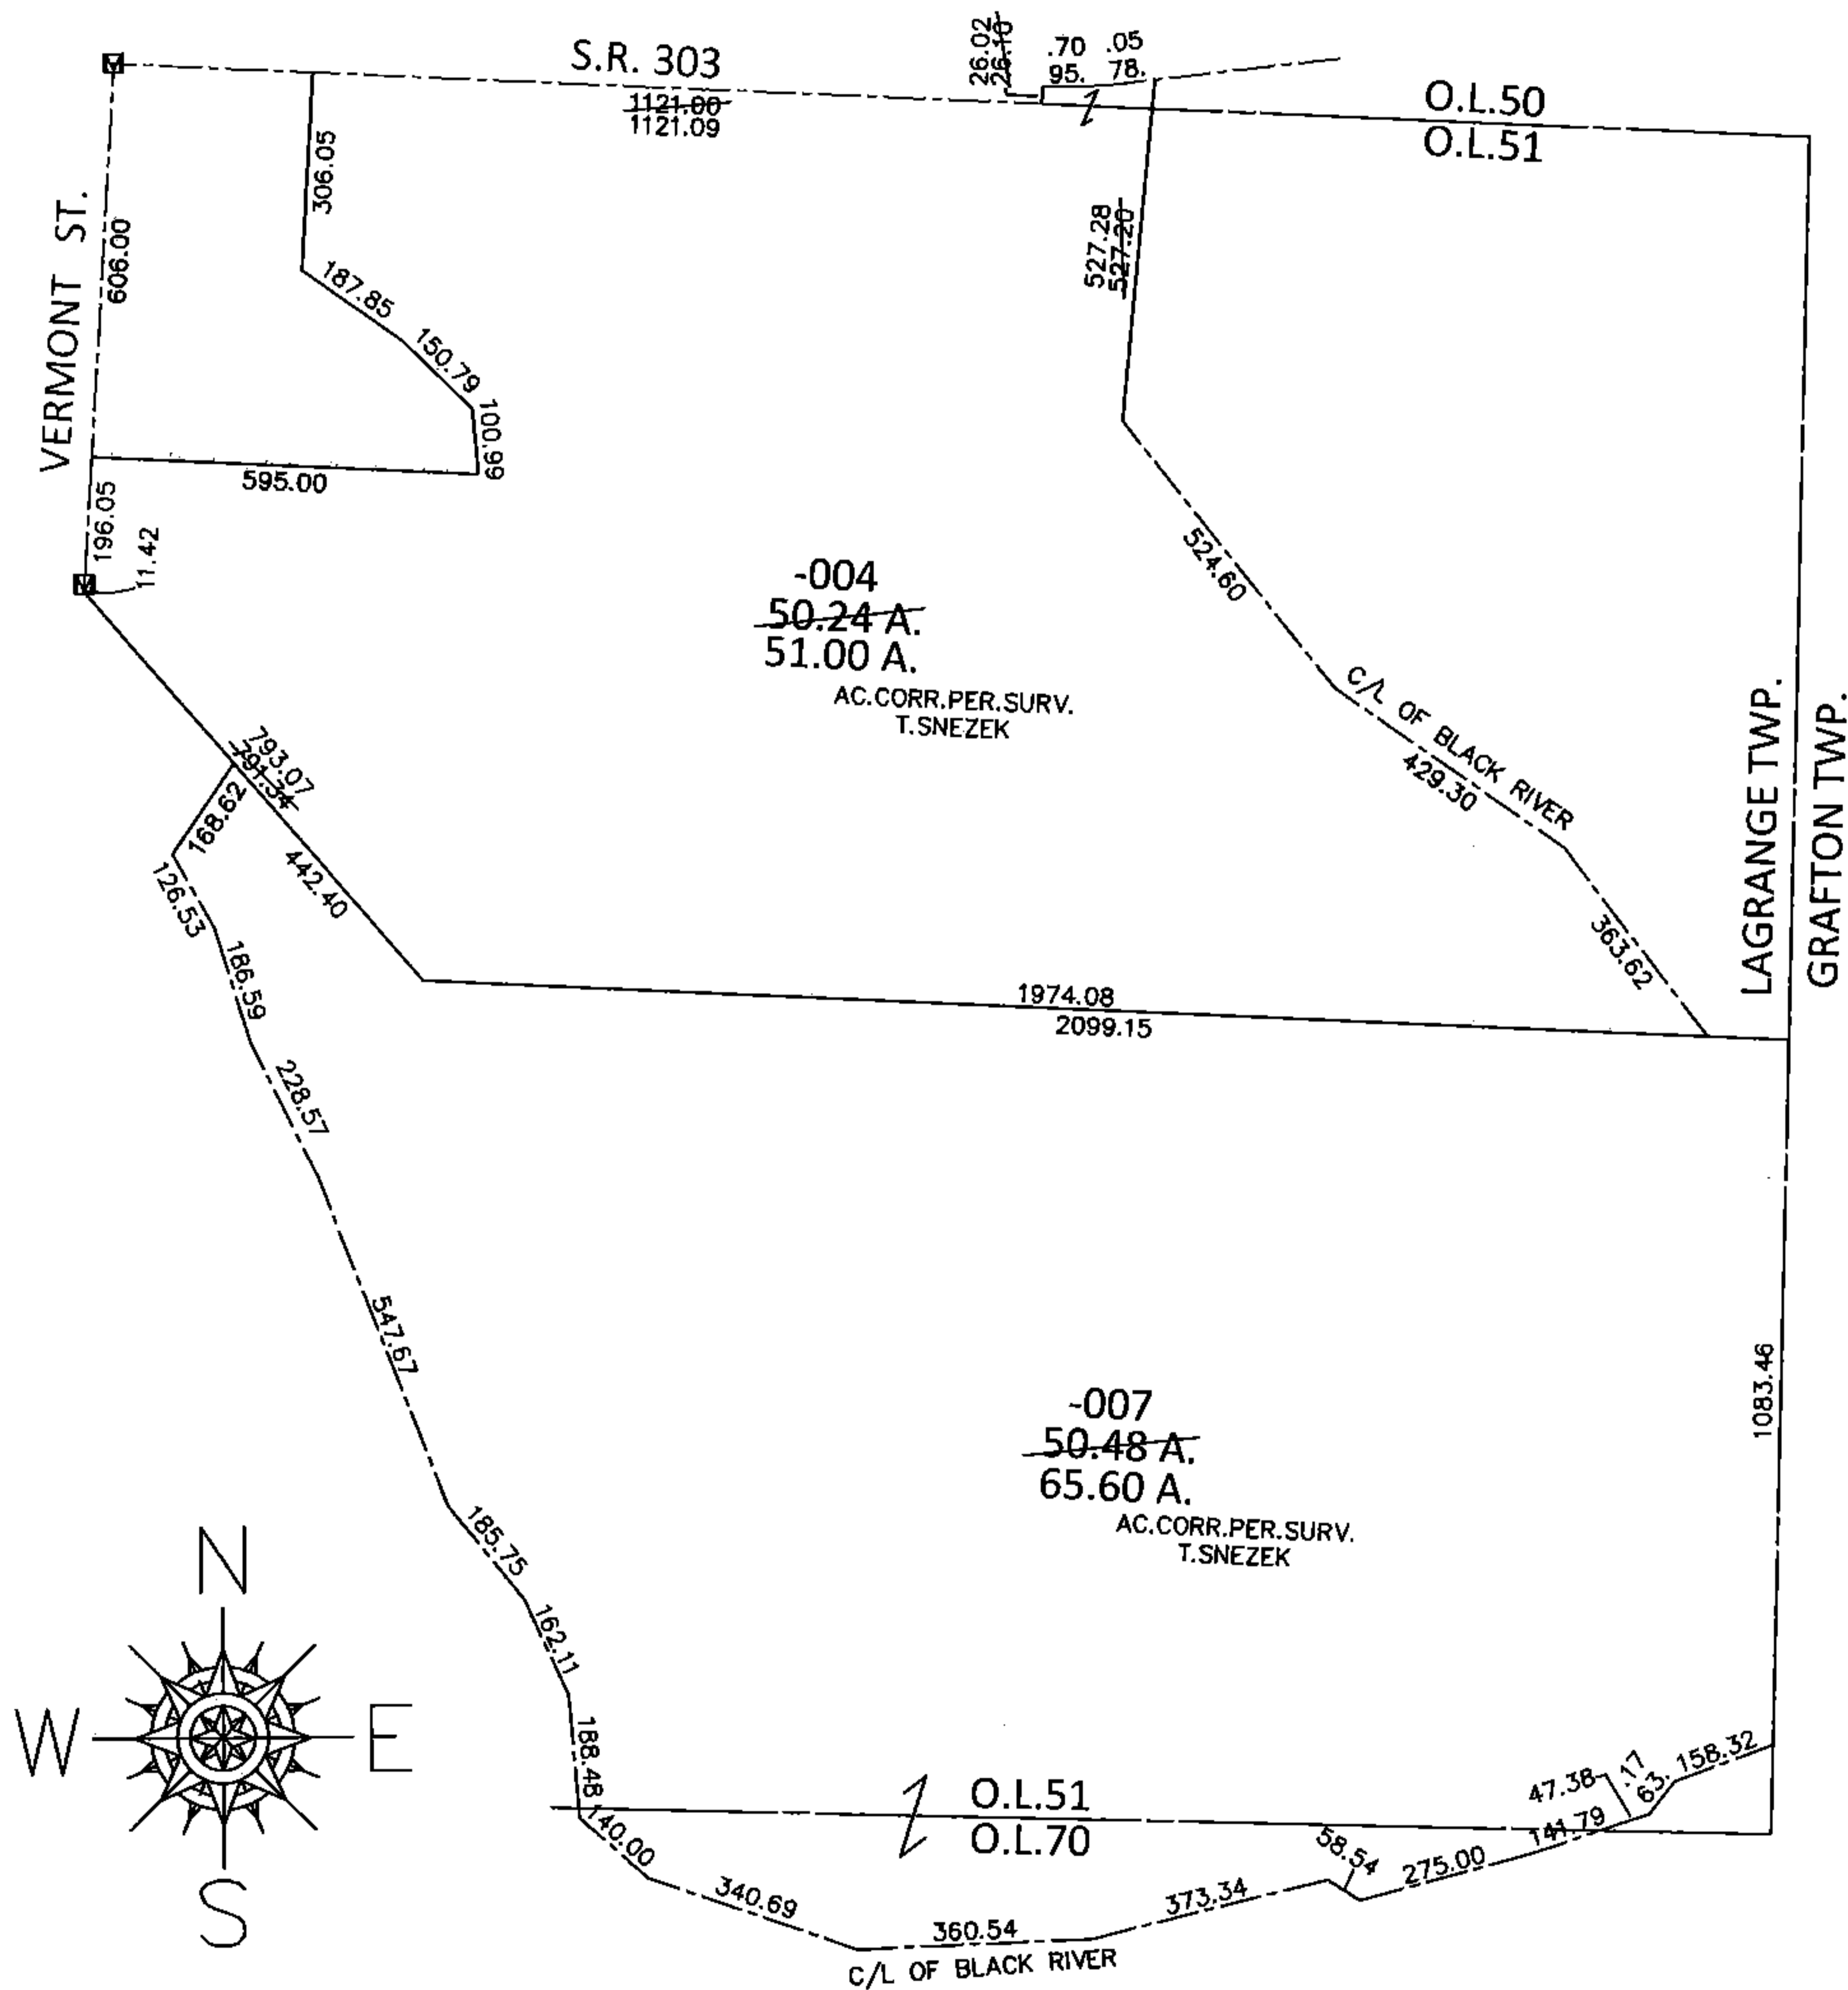 S.R. 303
1121.00
1121.09
26.02
26.10
.70 .05
95. 78.
O.L.50
O.L.51
VERMONT ST.
606.00
306.05
187.85
150.79
100.99
595.00
196.05
11.42
527.28
527.20
524.60
C/L OF BLACK RIVER
429.30
363.62
LAGRANGE TWP.
GRAFTON TWP.
-004
50.24 A.
51.00 A.
AC.CORR.PER.SURV.
T.SNEZEK
793.07
791.34
168.62
442.40
126.53
186.59
228.57
547.67
185.75
162.11
188.48
1974.08
2099.15
1083.46
-007
50.48 A.
65.60 A.
AC.CORR.PER.SURV.
T.SNEZEK
N
W
E
S
O.L.51
O.L.70
140.00
340.69
360.54
C/L OF BLACK RIVER
373.34
58.54
275.00
141.79
47.38
.17
63.
158.32